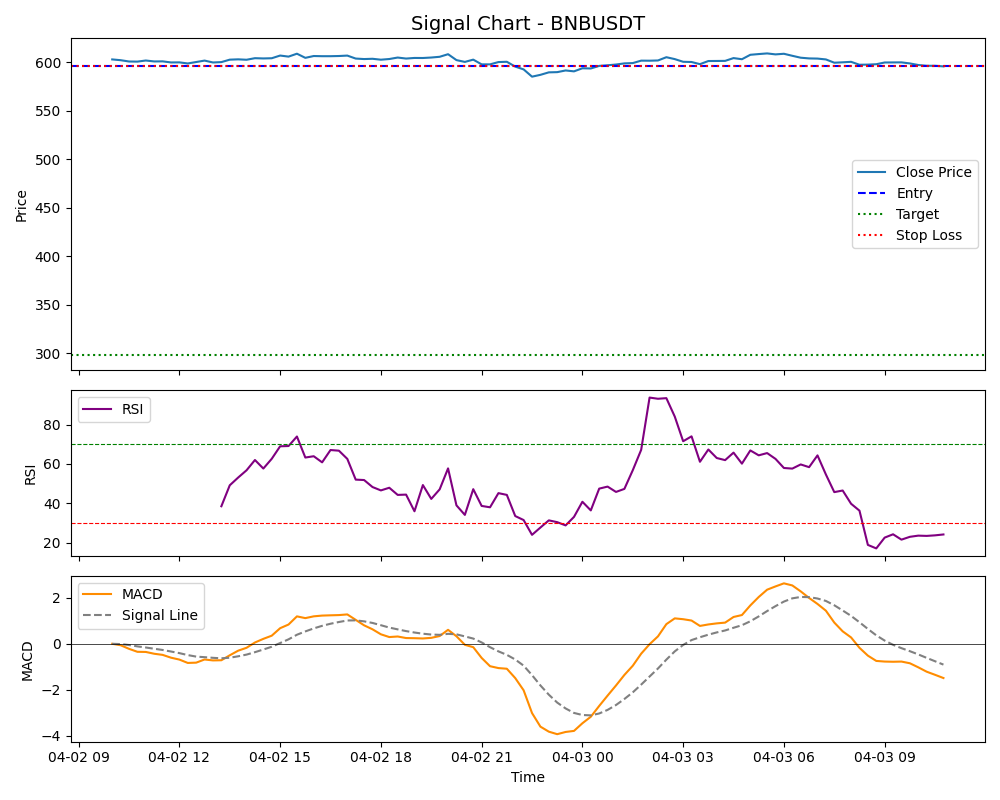 Signal Chart - BNBUSDT
600
550
500
450
400
350
300
Price
Close Price
Entry
Target
Stop Loss
80
60
40
20
RSI
RSI
2
0
−2
−4
MACD
MACD
Signal Line
04-02 09
04-02 12
04-02 15
04-02 18
04-02 21
04-03 00
04-03 03
04-03 06
04-03 09
Time